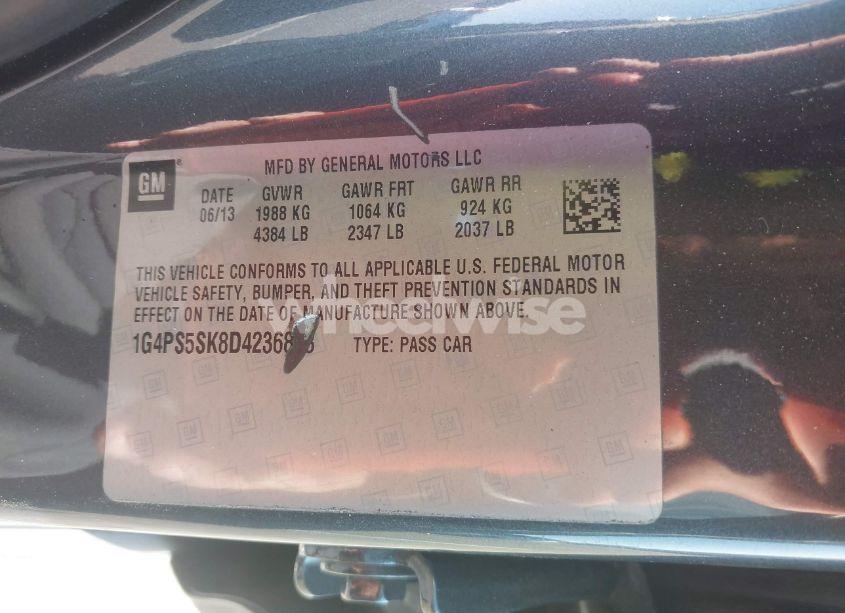 GM
MFD BY GENERAL MOTORS LLC
DATE GVWR GAWR FRT GAWR RR
06/13 1988 KG 1064 KG 924 KG
4384 LB 2347 LB 2037 LB
THIS VEHICLE CONFORMS TO ALL APPLICABLE U.S. FEDERAL MOTOR
VEHICLE SAFETY, BUMPER, AND THEFT PREVENTION STANDARDS IN
EFFECT ON THE DATE OF MANUFACTURE SHOWN ABOVE.
wheelwise
TYPE: PASS CAR